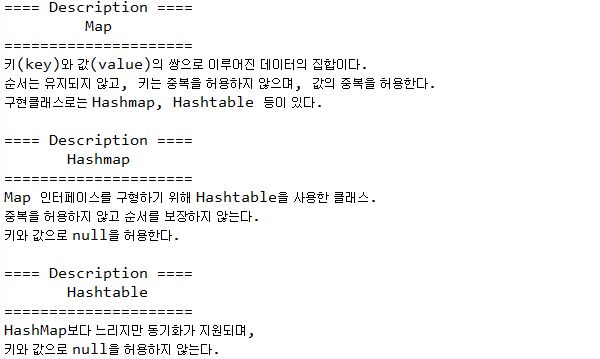 ==== Description ====
Map
=====================
키(key)와 값(value)의 쌍으로 이루어진 데이터의 집합이다.
순서는 유지되지 않고, 키는 중복을 허용하지 않으며, 값의 중복을 허용한다.
구현클래스로는 Hashmap, Hashtable 등이 있다.
==== Description ====
Hashmap
=====================
Map 인터페이스를 구형하기 위해 Hashtable을 사용한 클래스.
중복을 허용하지 않고 순서를 보장하지 않는다.
키와 값으로 null을 허용한다.
==== Description ====
Hashtable
=====================
HashMap보다 느리지만 동기화가 지원되며,
키와 값으로 null을 허용하지 않는다.